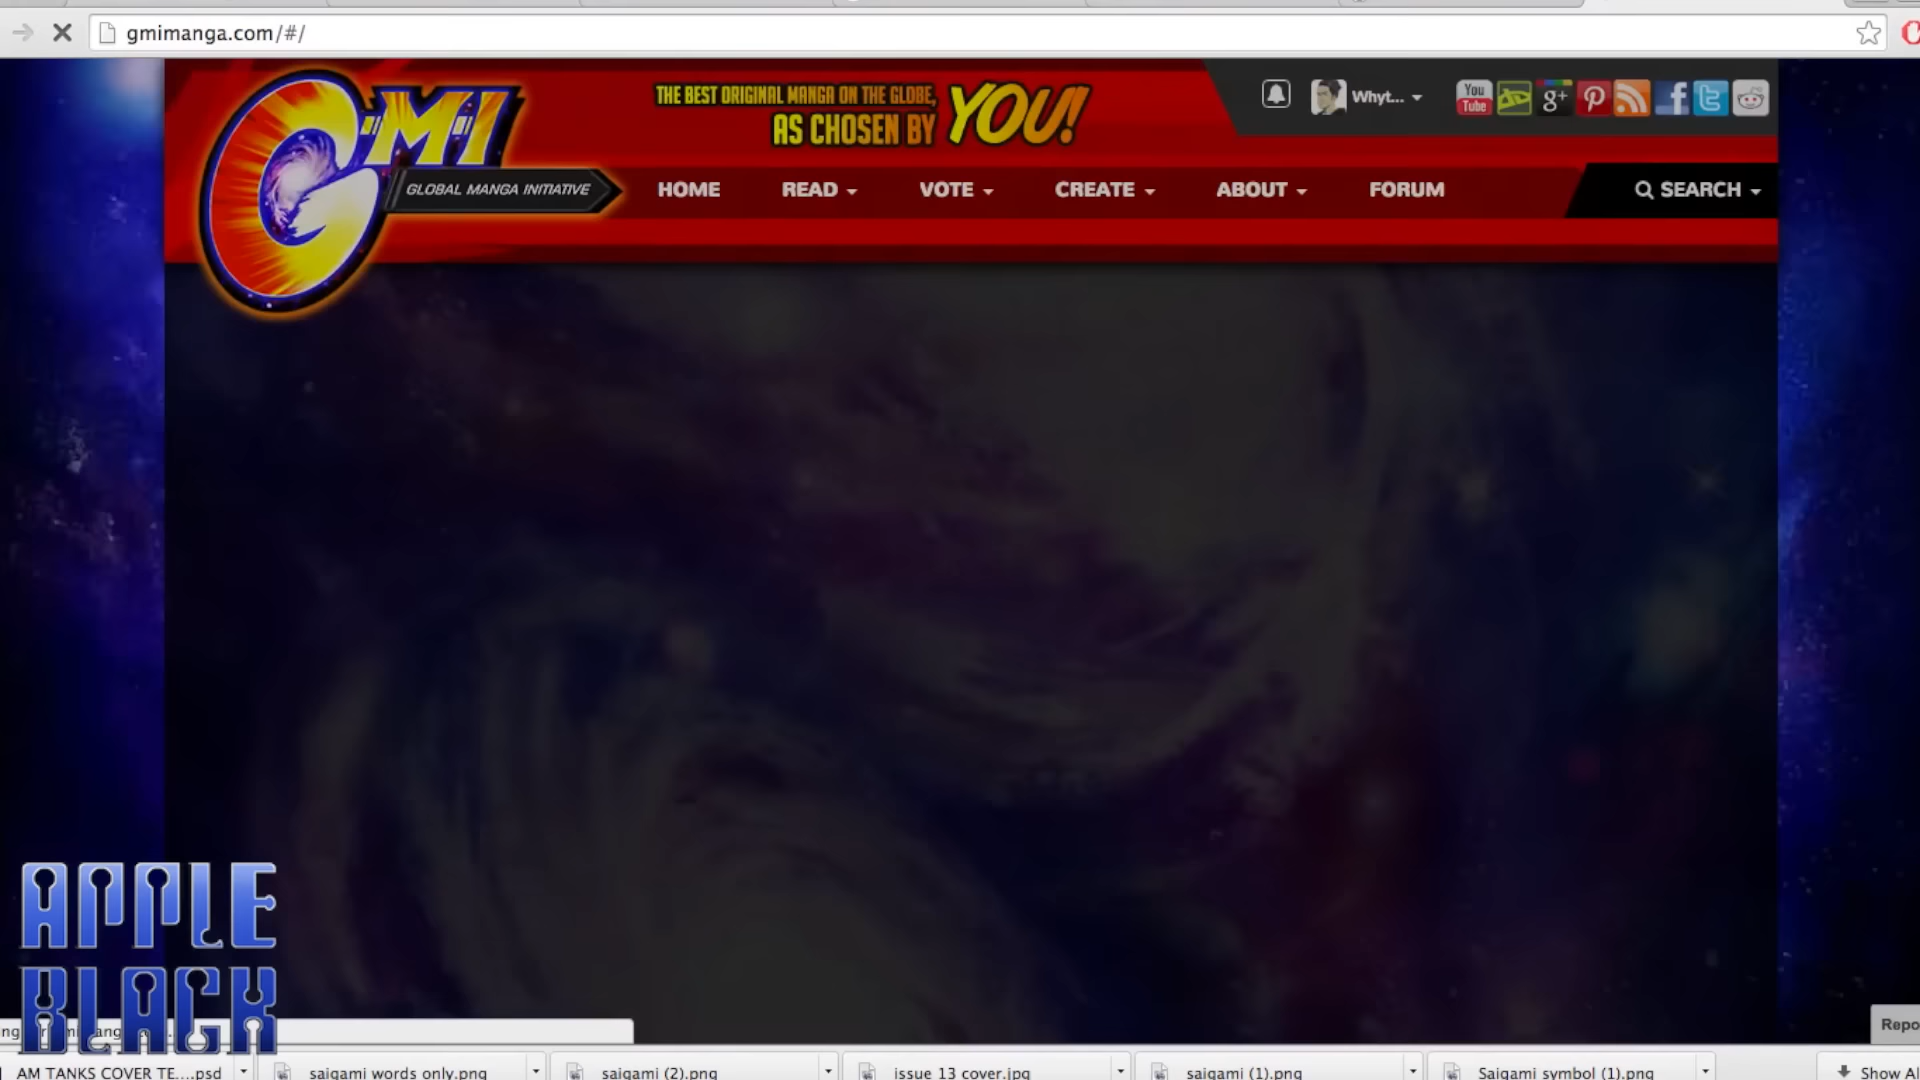 gmimanga.com/#/
GMI
GLOBAL MANGA INITIATIVE
THE BEST ORIGINAL MANGA ON THE GLOBE,
AS CHOSEN BY YOU!
Whyt...
You
Tube
g+
HOME
READ
VOTE
CREATE
ABOUT
FORUM
SEARCH
APPLE
BLACK
Repo
AM TANKS COVER TE....psd
saigami words only.png
saigami (2).png
issue 13 cover.jpg
saigami (1).png
Saigami symbol (1).png
Show Al